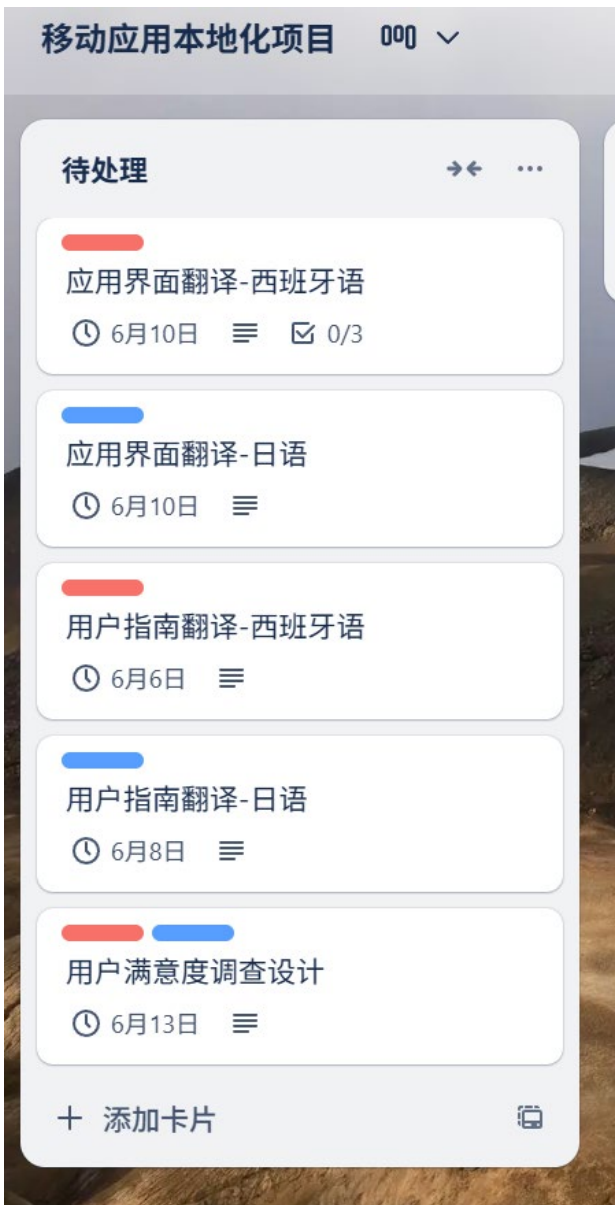 移动应用本地化项目
待处理
应用界面翻译-西班牙语
6月10日 0/3
应用界面翻译-日语
6月10日
用户指南翻译-西班牙语
6月6日
用户指南翻译-日语
6月8日
用户满意度调查设计
6月13日
添加卡片